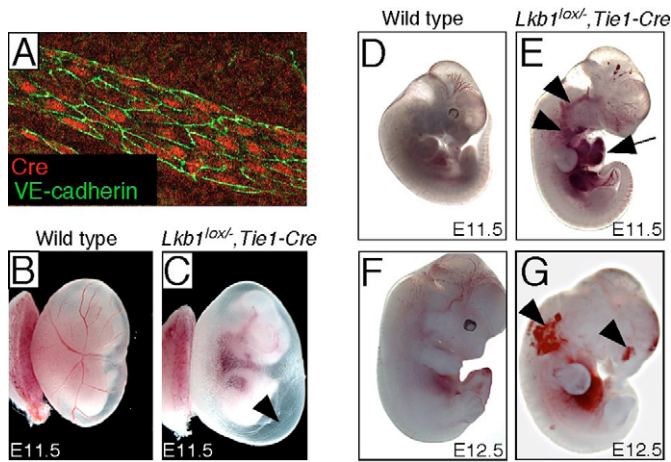 A
Cre
VE-cadherin
Wild type
Lkb1lox/-,Tie1-Cre
B
E11.5
C
E11.5
Wild type
Lkb1lox/-,Tie1-Cre
D
E11.5
E
E11.5
F
E12.5
G
E12.5